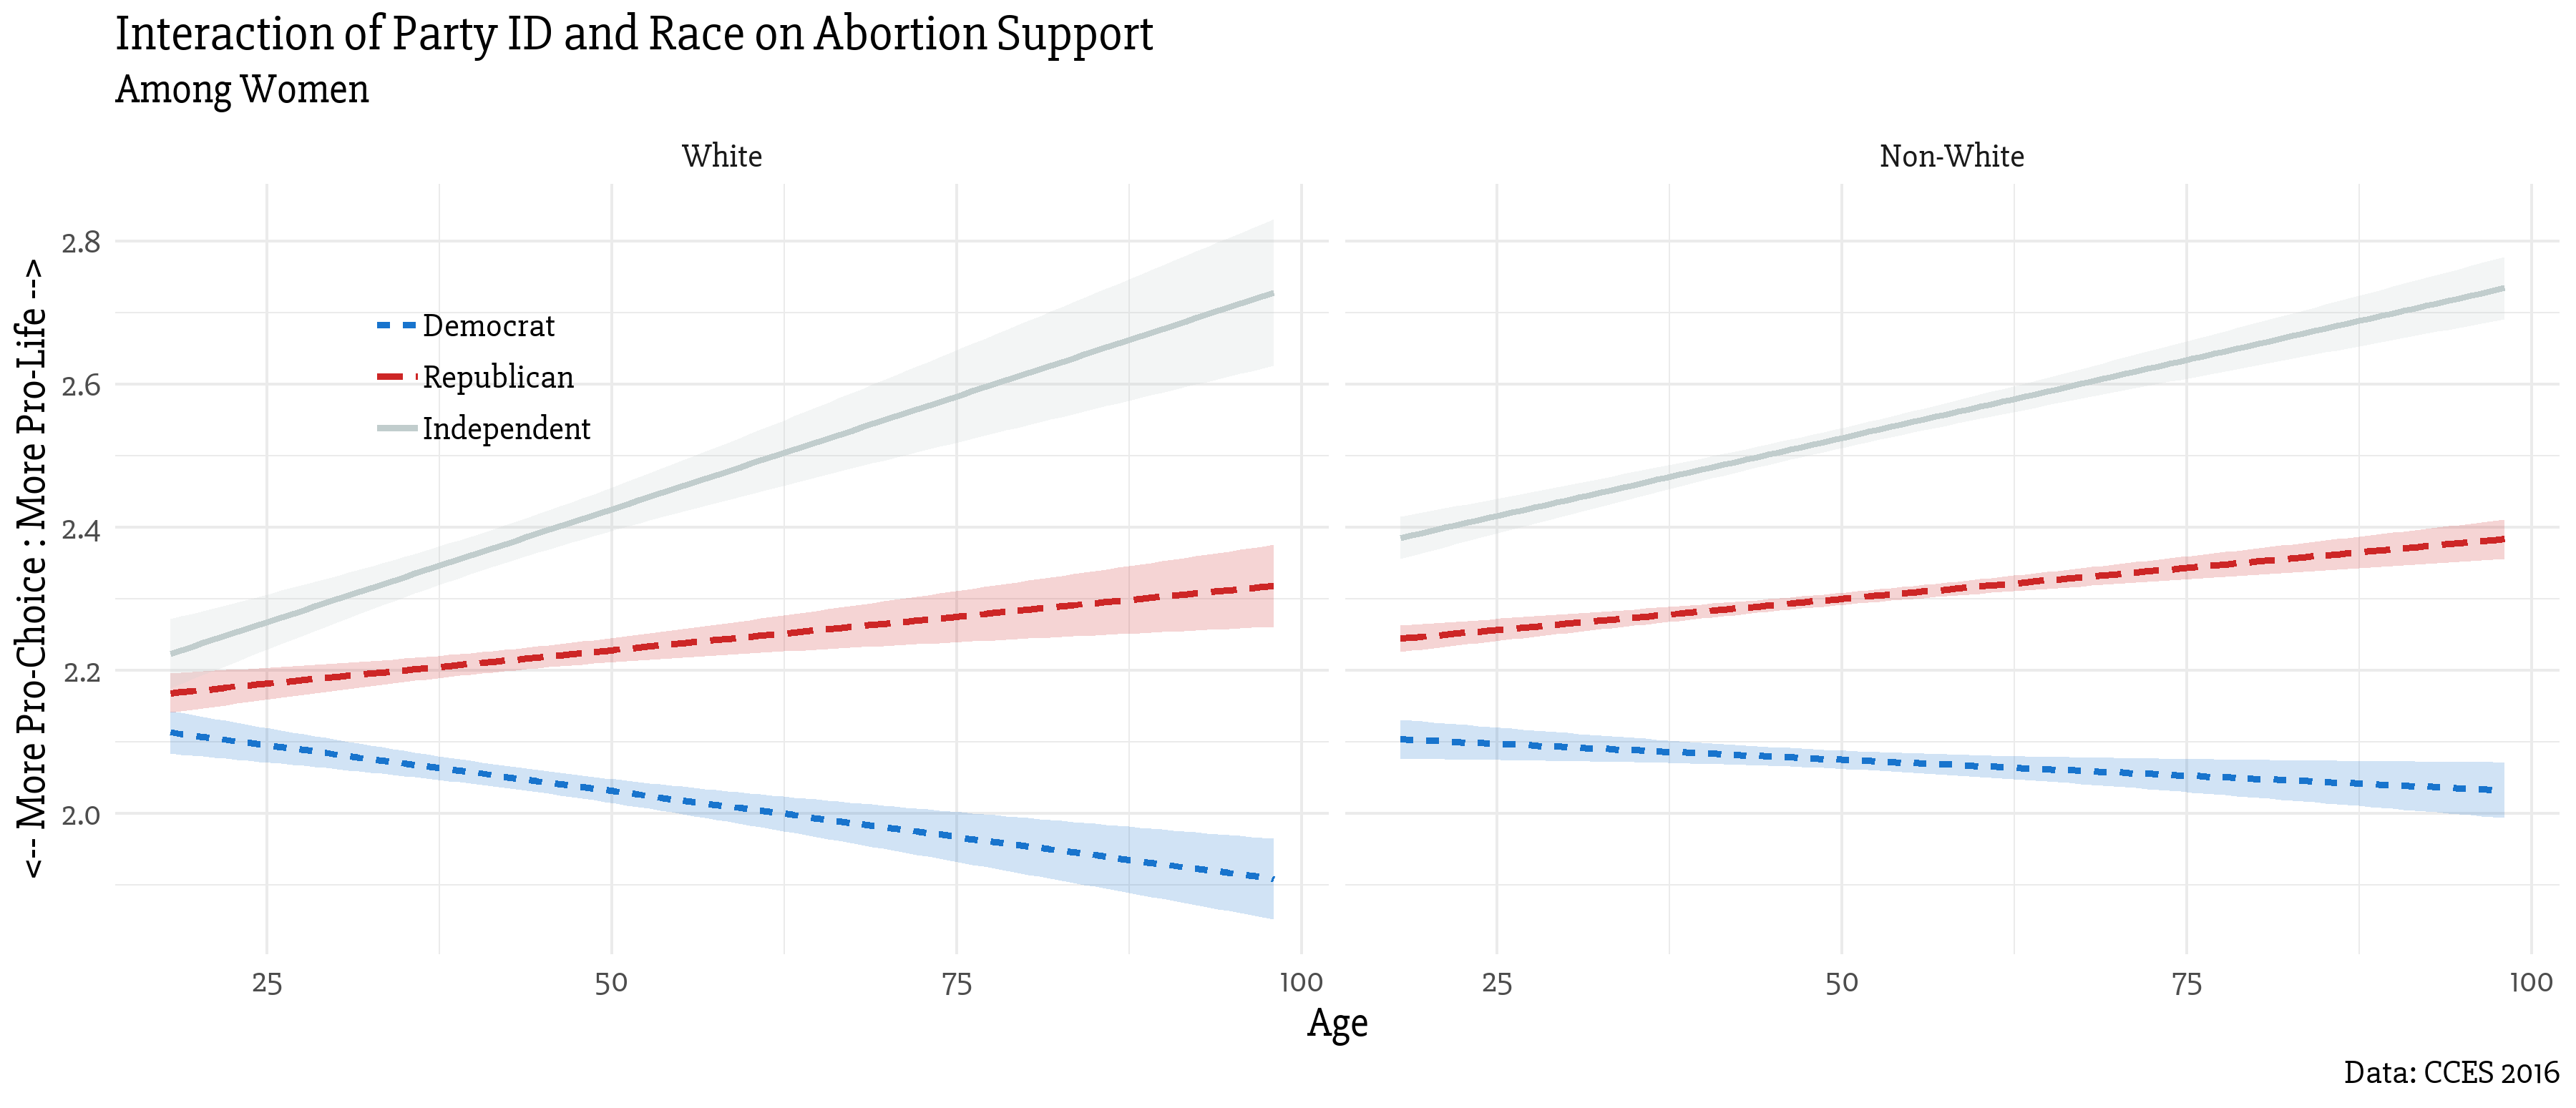 Interaction of Party ID and Race on Abortion Support
Among Women
White
Non-White
<-- More Pro-Choice : More Pro-Life -->
2.8
2.6
2.4
2.2
2.0
Democrat
Republican
Independent
25 50 75 100
25 50 75 100
Age
Data: CCES 2016